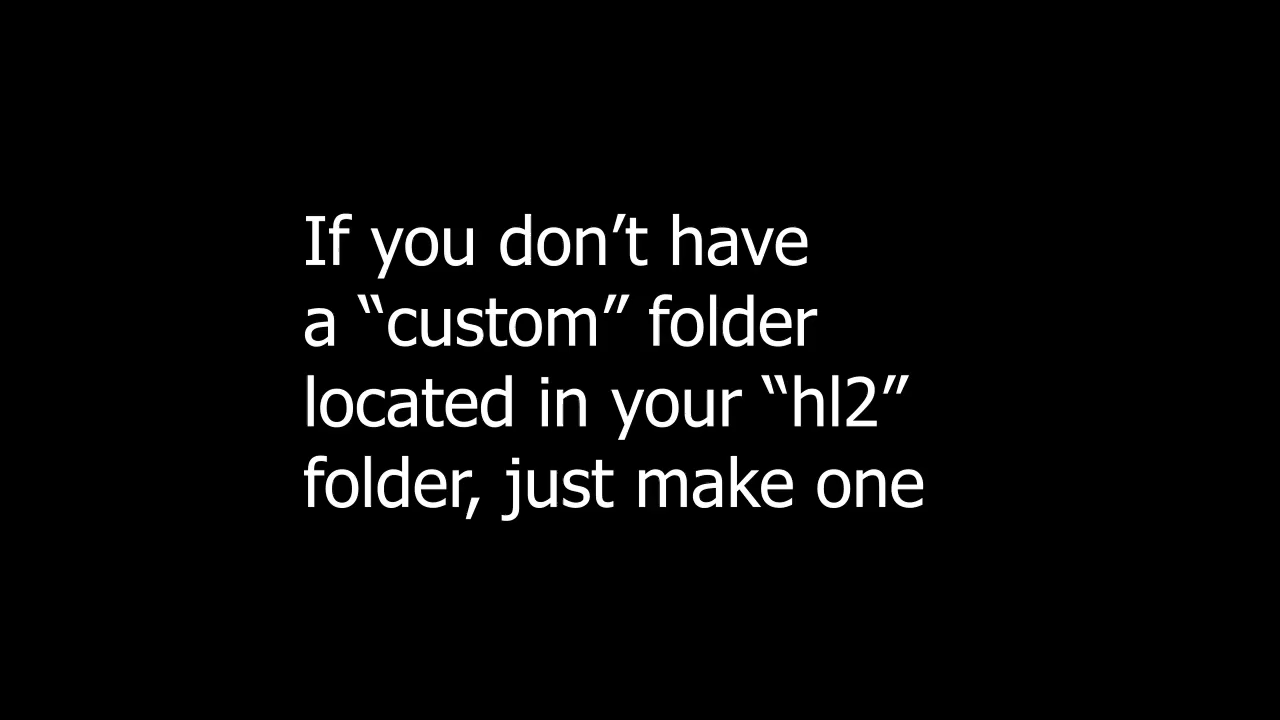 If you don’t have
a “custom” folder
located in your “hl2”
folder, just make one